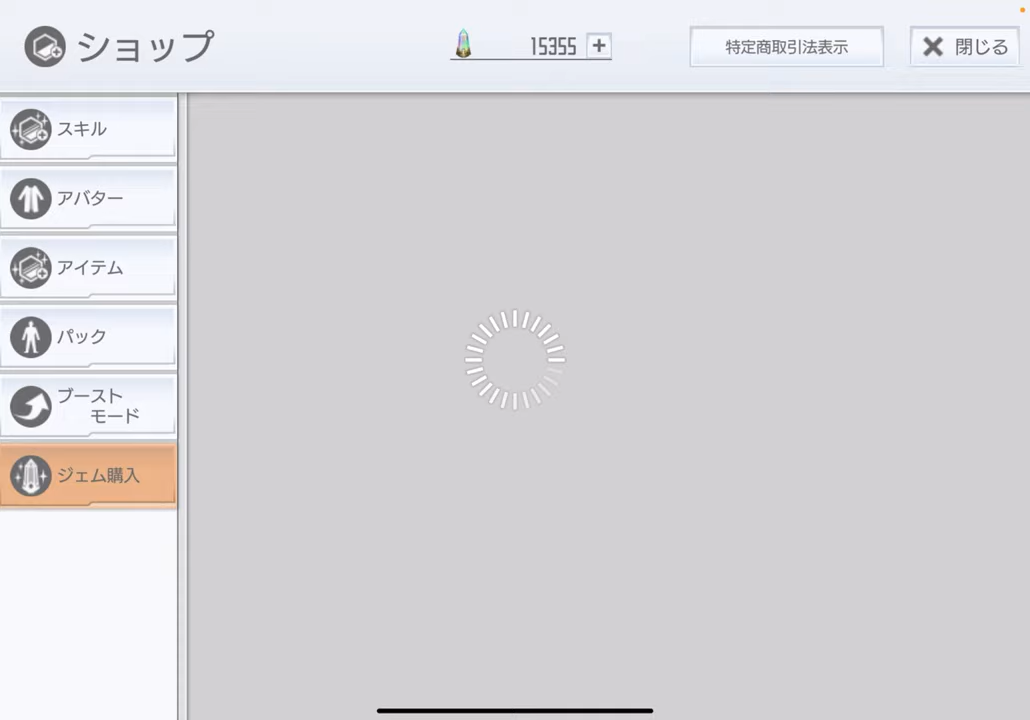 ショップ
15355
特定商取引法表示
閉じる
スキル
アバター
アイテム
パック
ブースト
モード
ジェム購入